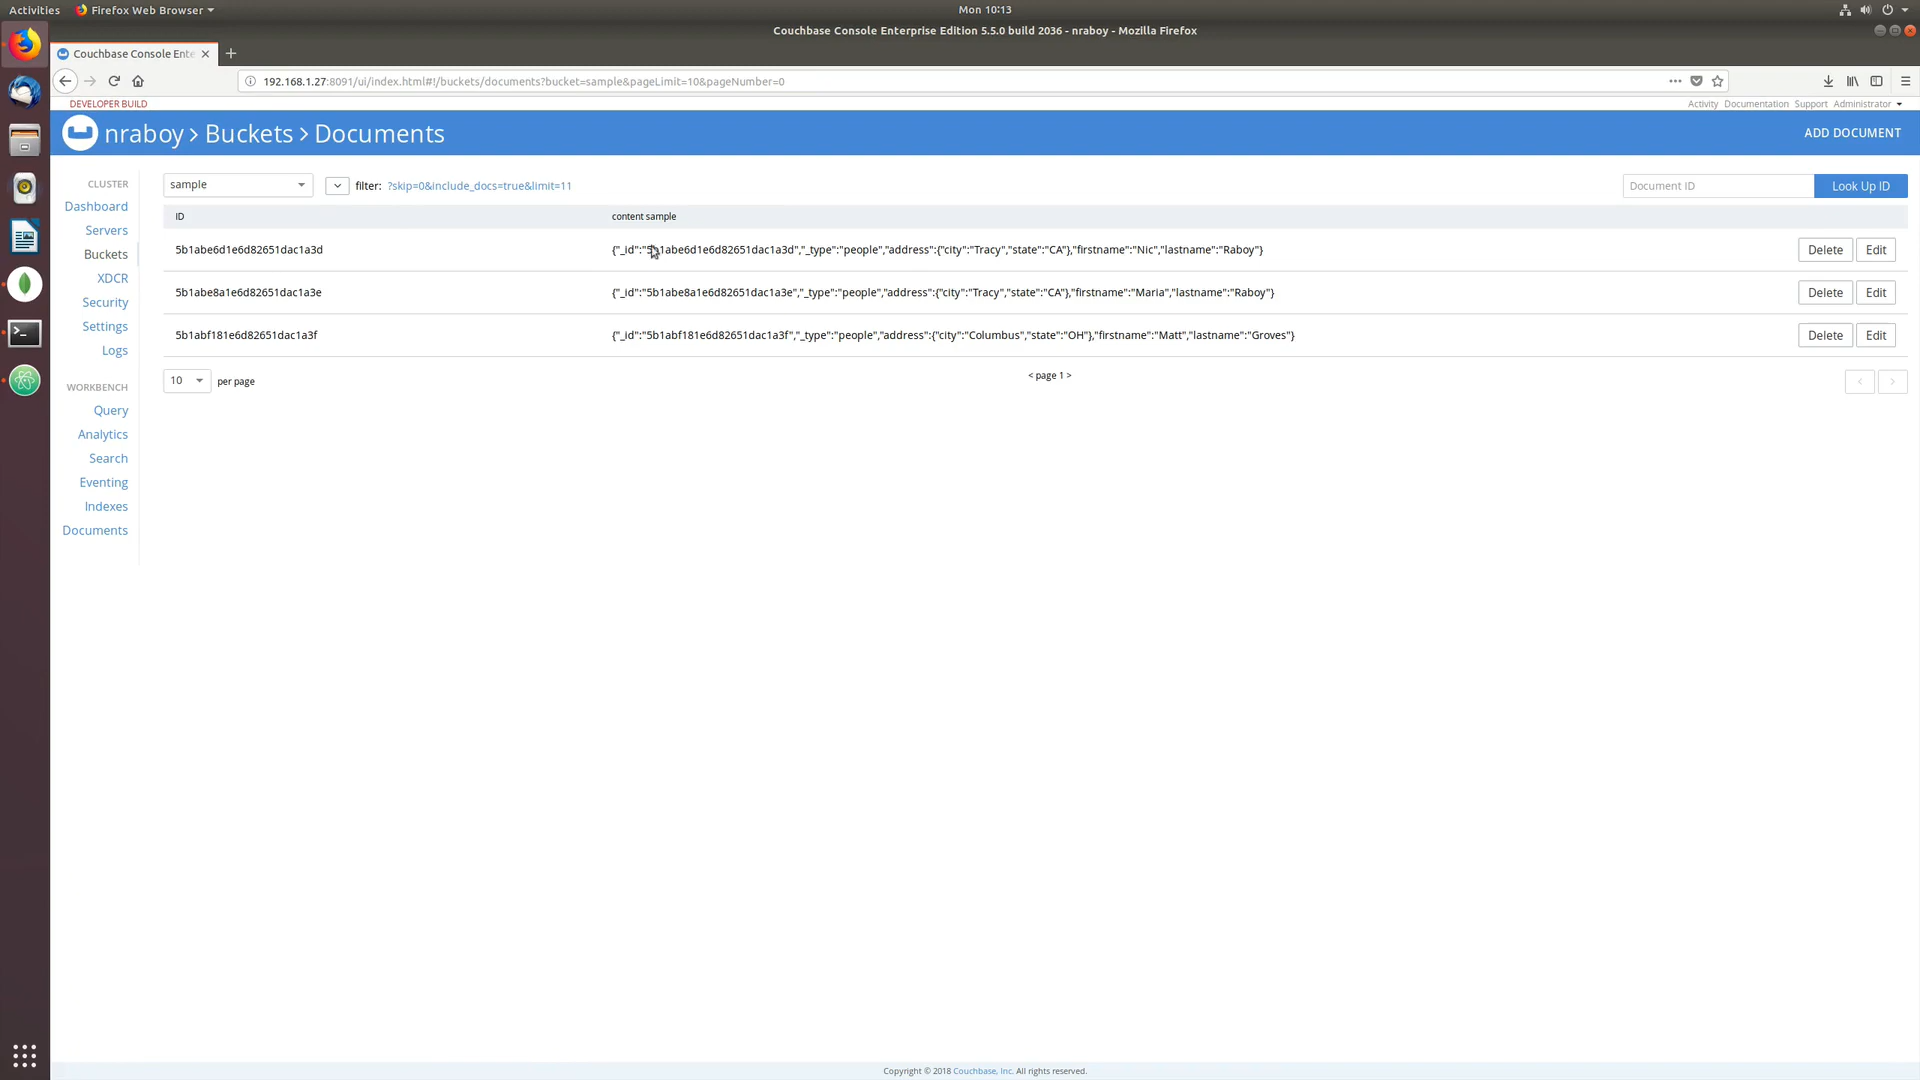 Activities Firefox Web Browser Mon 10:13
Couchbase Console Enterprise Edition 5.5.0 build 2036 - nraboy - Mozilla Firefox
Couchbase Console Ente
192.168.1.27:8091/ui/index.html#!/buckets/documents?bucket=sample&pageLimit=10&pageNumber=0
DEVELOPER BUILD Activity Documentation Support Administrator
nraboy > Buckets > Documents ADD DOCUMENT
CLUSTER
Dashboard
Servers
Buckets
XDCR
Security
Settings
Logs
WORKBENCH
Query
Analytics
Search
Eventing
Indexes
Documents
sample filter: ?skip=0&include_docs=true&limit=11 Document ID Look Up ID
ID content sample
5b1abe6d1e6d82651dac1a3d {"_id":"5b1abe6d1e6d82651dac1a3d","_type":"people","address":{"city":"Tracy","state":"CA"},"firstname":"Nic","lastname":"Raboy"} Delete Edit
5b1abe8a1e6d82651dac1a3e {"_id":"5b1abe8a1e6d82651dac1a3e","_type":"people","address":{"city":"Tracy","state":"CA"},"firstname":"Maria","lastname":"Raboy"} Delete Edit
5b1abf181e6d82651dac1a3f {"_id":"5b1abf181e6d82651dac1a3f","_type":"people","address":{"city":"Columbus","state":"OH"},"firstname":"Matt","lastname":"Groves"} Delete Edit
10 per page < page 1 > < >
Copyright © 2018 Couchbase, Inc. All rights reserved.